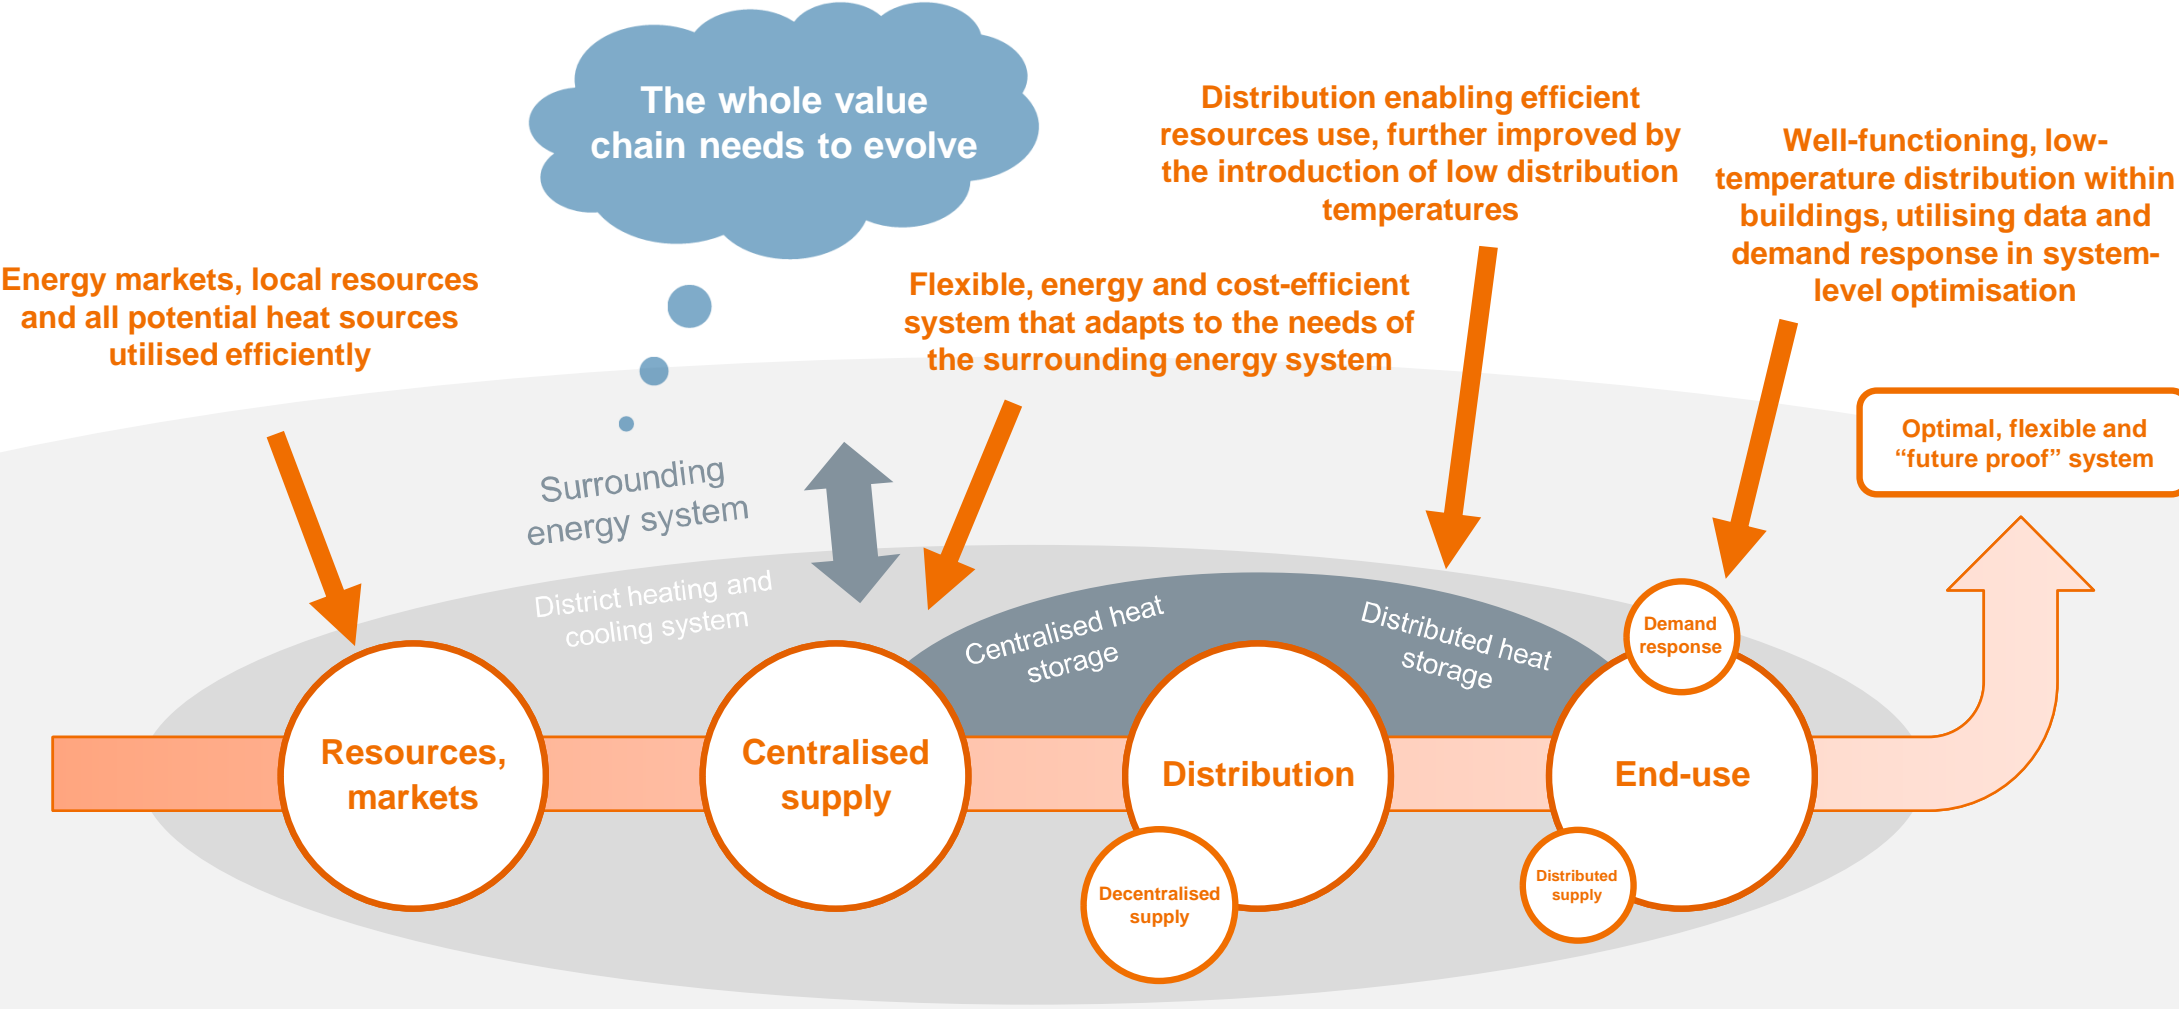 The whole value
chain needs to evolve
Distribution enabling efficient
resources use, further improved by
the introduction of low distribution
temperatures
Well-functioning, low-
temperature distribution within
buildings, utilising data and
demand response in system-
level optimisation
Energy markets, local resources
and all potential heat sources
utilised efficiently
Flexible, energy and cost-efficient
system that adapts to the needs of
the surrounding energy system
Optimal, flexible and
“future proof” system
Surrounding
energy system
District heating and
cooling system
Centralised heat
storage
Distributed heat
storage
Demand
response
Resources,
markets
Centralised
supply
Distribution
End-use
Decentralised
supply
Distributed
supply